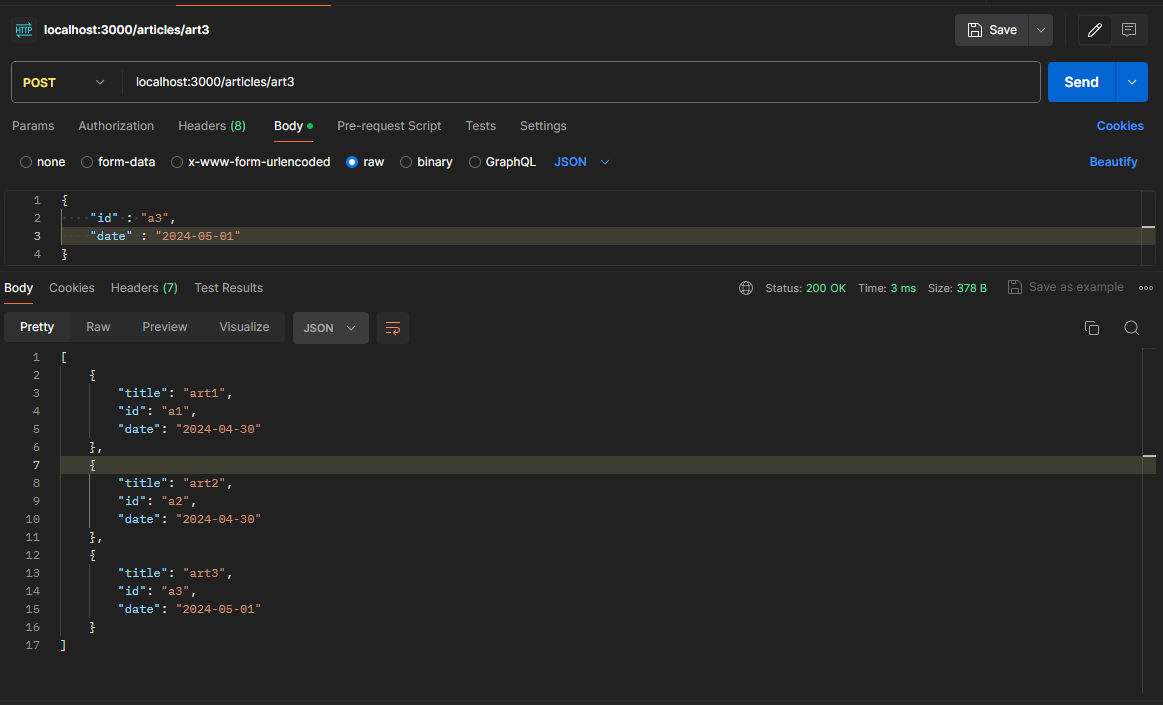 HTTP localhost:3000/articles/art3 Save
POST localhost:3000/articles/art3 Send
Params Authorization Headers (8) Body Pre-request Script Tests Settings Cookies
none form-data x-www-form-urlencoded raw binary GraphQL JSON Beautify
1 {
2 "id" : "a3",
3 "date" : "2024-05-01"
4 }
Body Cookies Headers (7) Test Results Status: 200 OK Time: 3 ms Size: 378 B Save as example
Pretty Raw Preview Visualize JSON
1 [
2 {
3 "title": "art1",
4 "id": "a1",
5 "date": "2024-04-30"
6 },
7 {
8 "title": "art2",
9 "id": "a2",
10 "date": "2024-04-30"
11 },
12 {
13 "title": "art3",
14 "id": "a3",
15 "date": "2024-05-01"
16 }
17 ]